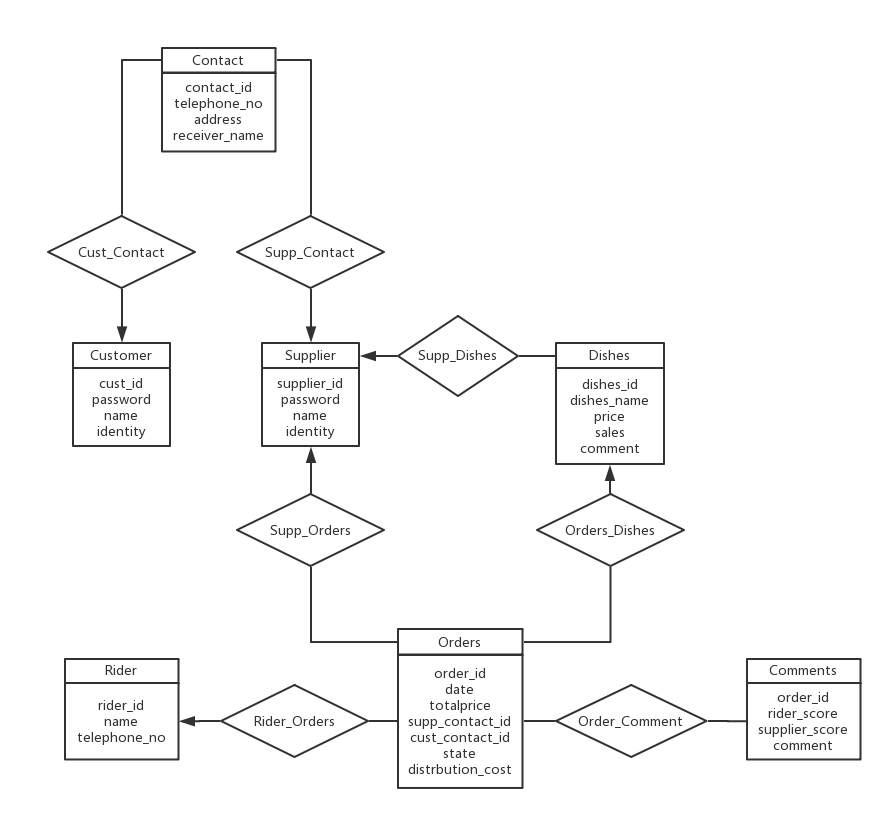 Contact
contact_id
telephone_no
address
receiver_name
Cust_Contact
Supp_Contact
Customer
cust_id
password
name
identity
Supplier
supplier_id
password
name
identity
Supp_Dishes
Dishes
dishes_id
dishes_name
price
sales
comment
Supp_Orders
Orders_Dishes
Rider
rider_id
name
telephone_no
Rider_Orders
Orders
order_id
date
totalprice
supp_contact_id
cust_contact_id
state
distrbution_cost
Order_Comment
Comments
order_id
rider_score
supplier_score
comment